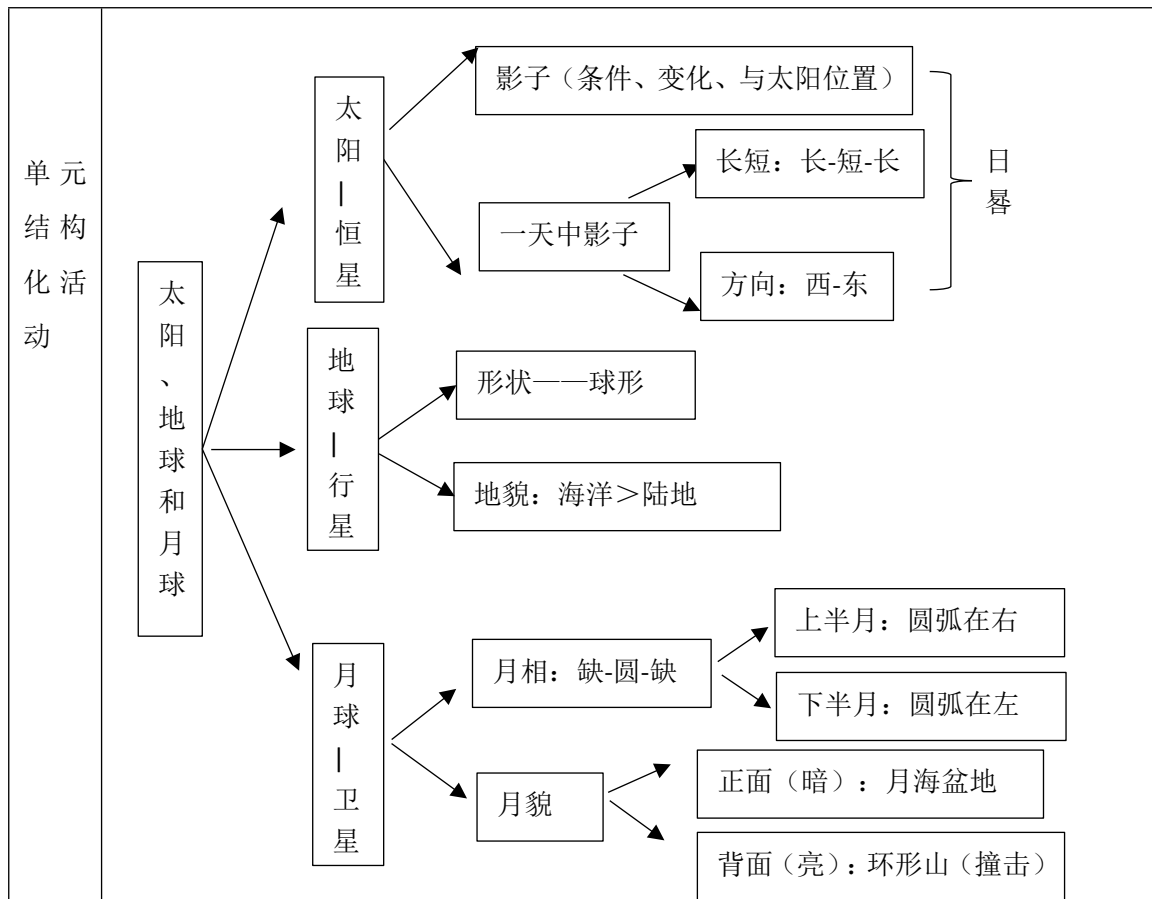 单元
结构
化活
动
太阳、地球和月球
太阳|恒星
影子（条件、变化、与太阳位置）
一天中影子
长短：长-短-长
方向：西-东
日晷
地球|行星
形状——球形
地貌：海洋＞陆地
月球|卫星
月相：缺-圆-缺
上半月：圆弧在右
下半月：圆弧在左
月貌
正面（暗）：月海盆地
背面（亮）：环形山（撞击）